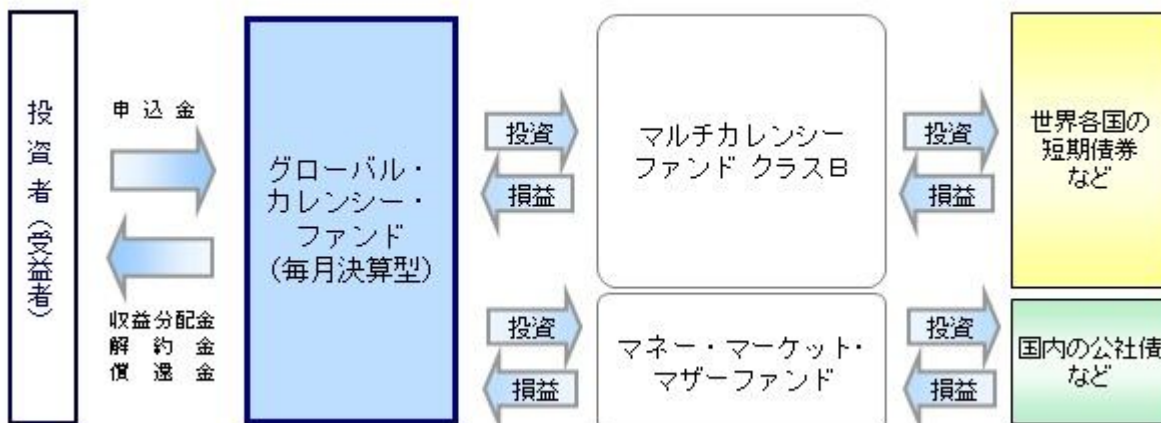 投資者（受益者）
申込金
収益分配金
解約金
償還金
グローバル・
カレンシー・
ファンド
（毎月決算型）
投資
損益
マルチカレンシー
ファンド クラスB
投資
損益
世界各国の
短期債券
など
投資
損益
マネー・マーケット・
マザーファンド
投資
損益
国内の公社債
など